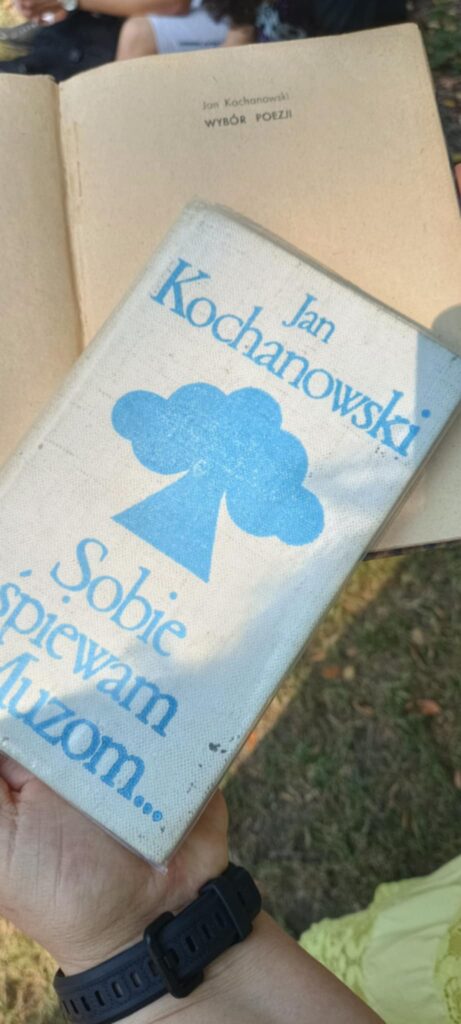 Jan Kochanowski
WYBÓR POEZJI
Jan
Kochanowski
Sobie
śpiewam
Muzom...